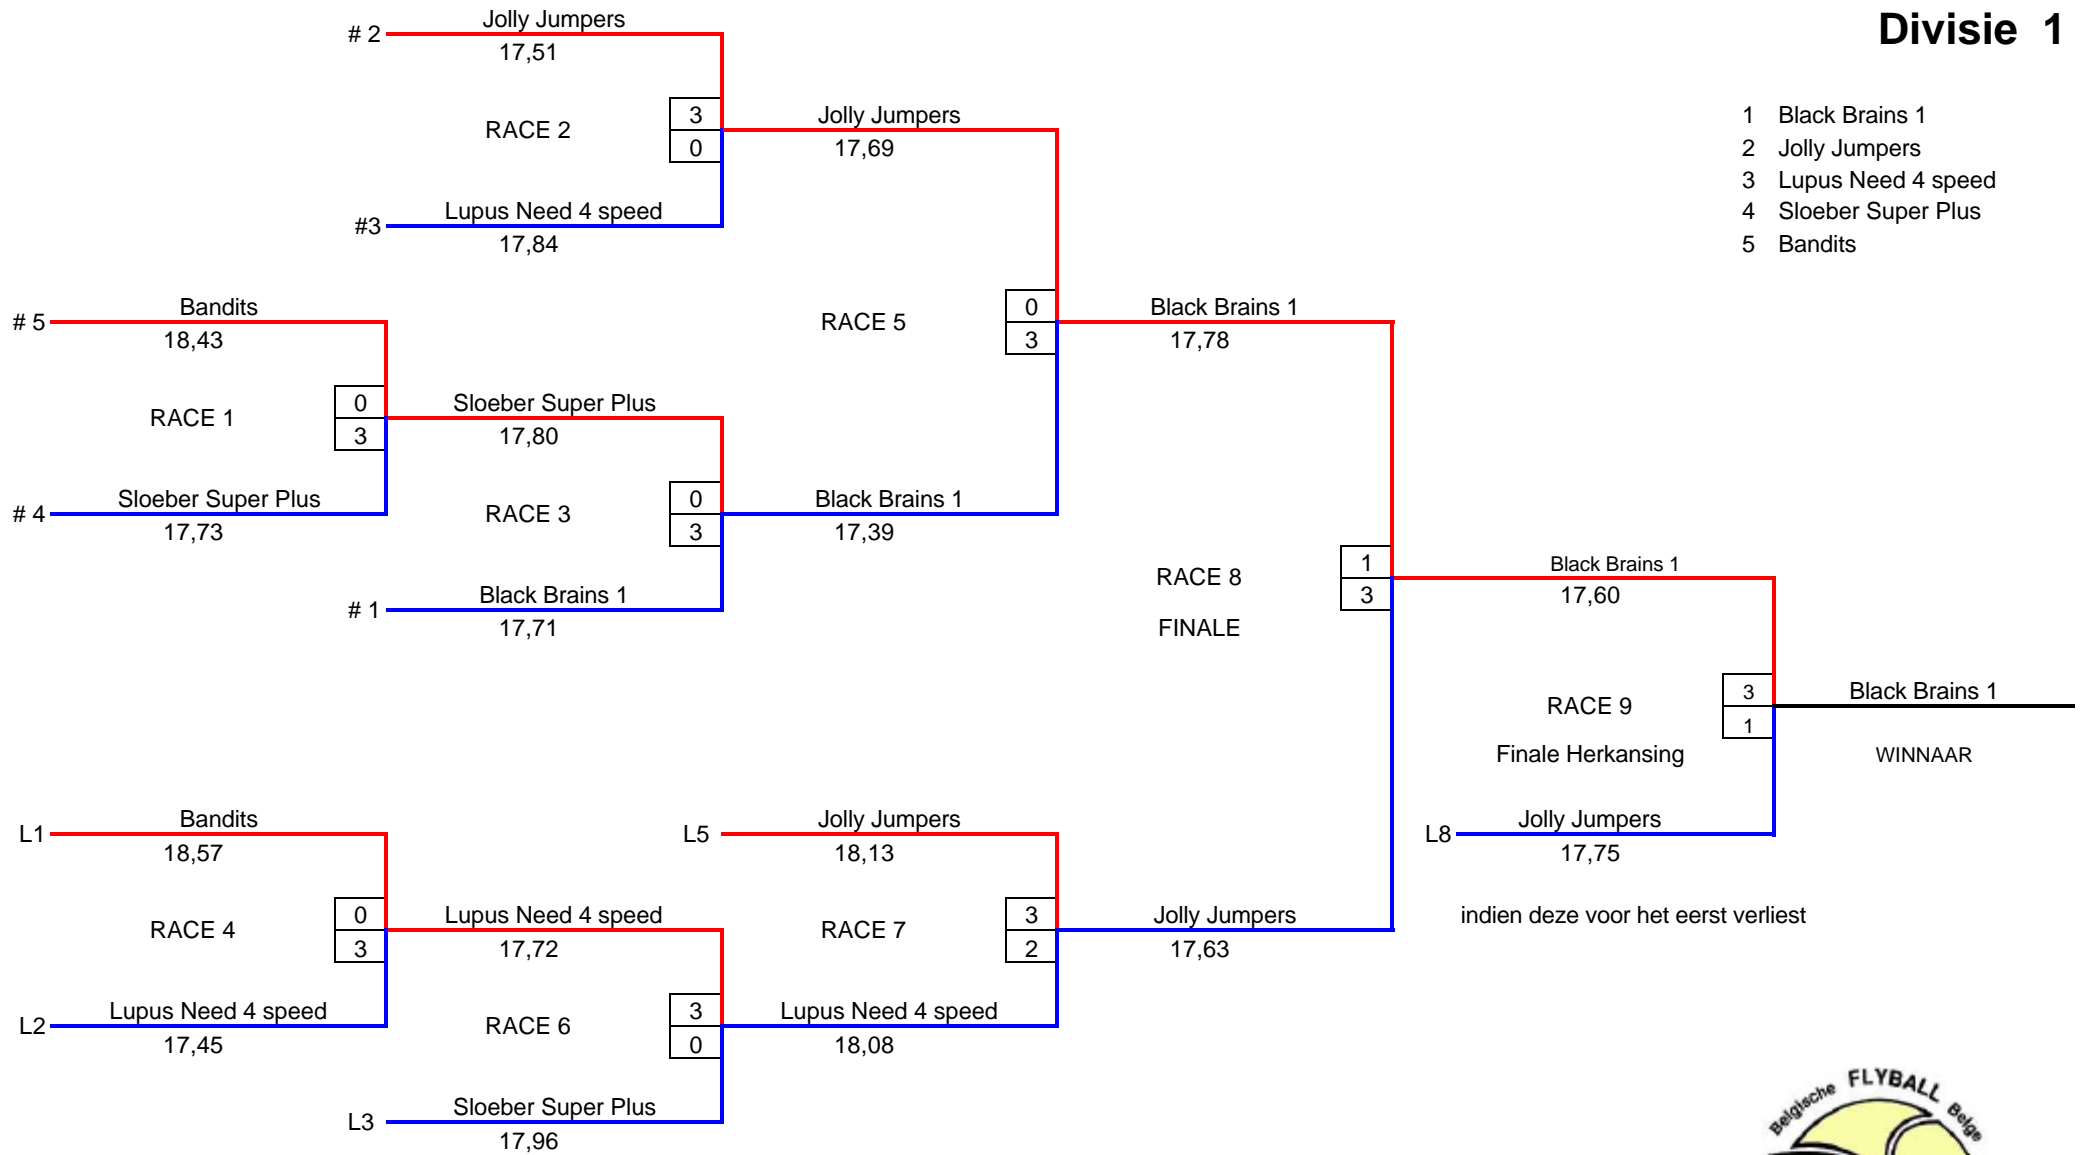 Divisie 1
1 Black Brains 1
2 Jolly Jumpers
3 Lupus Need 4 speed
4 Sloeber Super Plus
5 Bandits
# 2
Jolly Jumpers
17,51
RACE 2
3
0
#3
Lupus Need 4 speed
17,84
# 5
Bandits
18,43
RACE 1
0
3
# 4
Sloeber Super Plus
17,73
Sloeber Super Plus
17,80
RACE 3
0
3
# 1
Black Brains 1
17,71
Jolly Jumpers
17,69
RACE 5
0
3
Black Brains 1
17,39
Black Brains 1
17,78
RACE 8
FINALE
1
3
Black Brains 1
17,60
RACE 9
Finale Herkansing
3
1
Black Brains 1
WINNAAR
L8
Jolly Jumpers
17,75
indien deze voor het eerst verliest
L1
Bandits
18,57
RACE 4
0
3
L2
Lupus Need 4 speed
17,45
Lupus Need 4 speed
17,72
RACE 6
3
0
L3
Sloeber Super Plus
17,96
L5
Jolly Jumpers
18,13
RACE 7
3
2
Lupus Need 4 speed
18,08
Jolly Jumpers
17,63
Belgische FLYBALL Belge